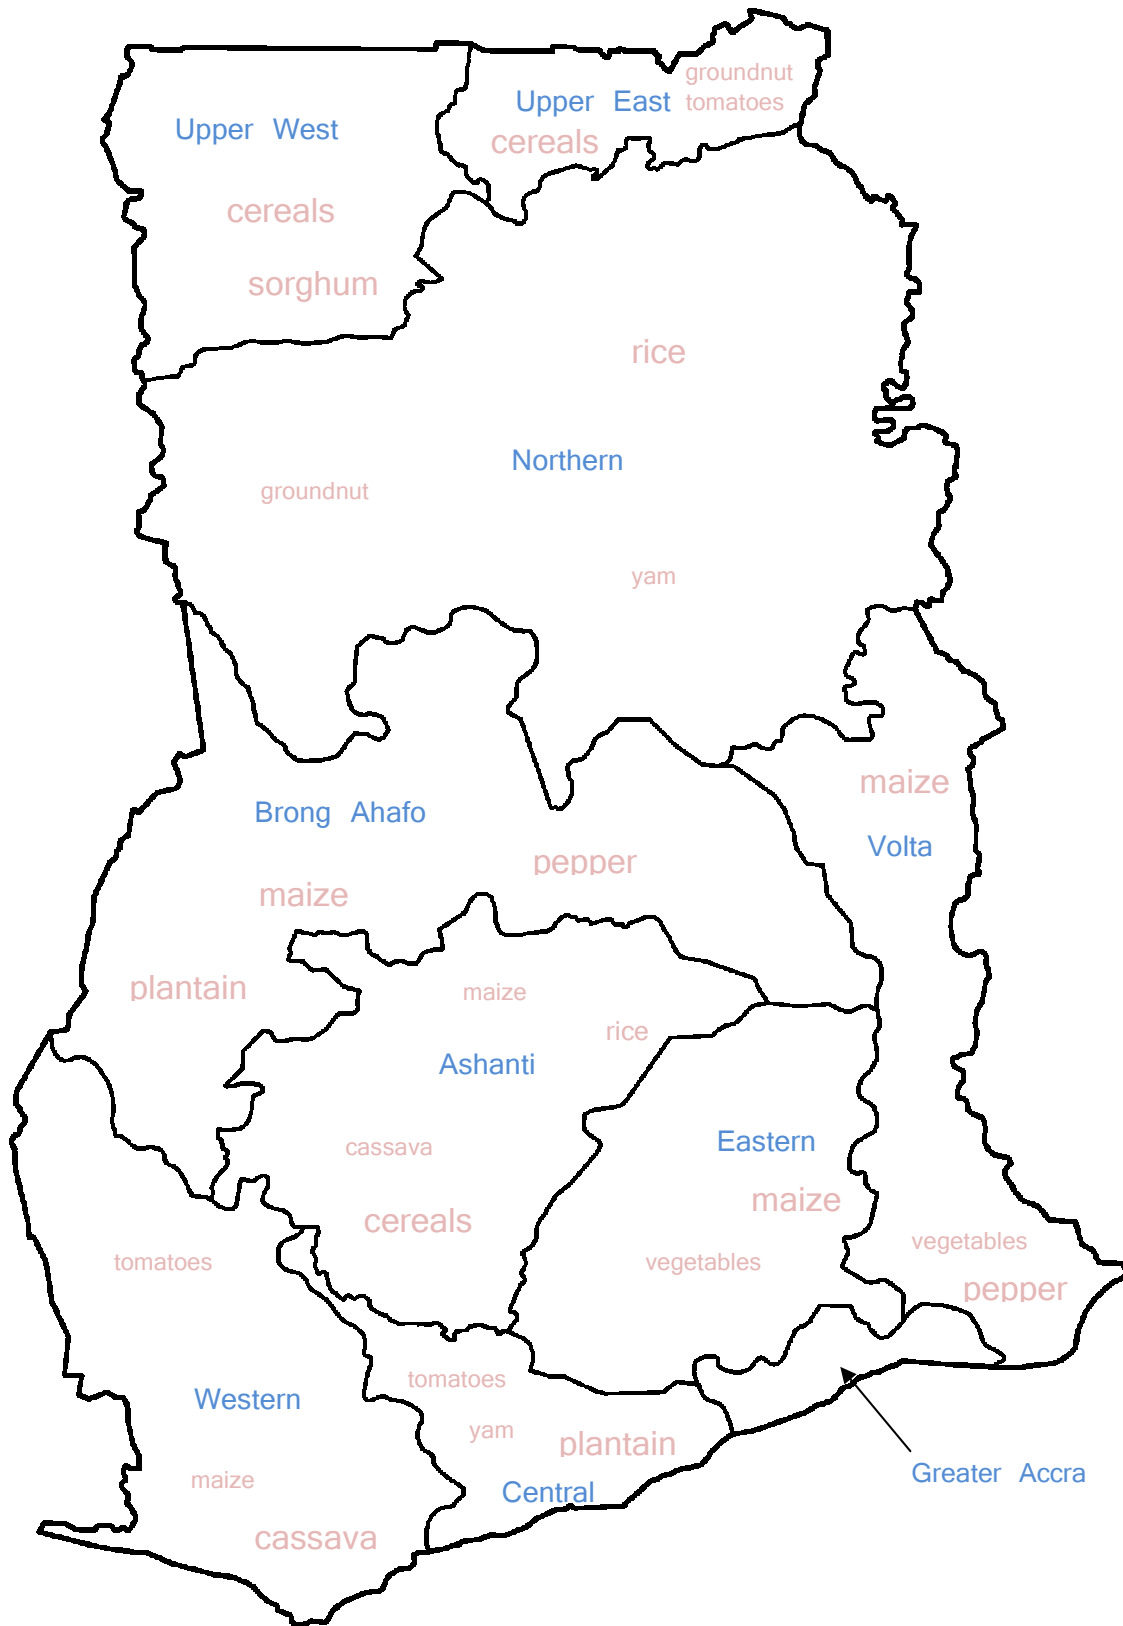 groundnut
Upper East tomatoes
Upper West
cereals
cereals
sorghum
rice
Northern
groundnut
yam
maize
Brong Ahafo
Volta
pepper
maize
plantain
maize
rice
Ashanti
Eastern
cassava
maize
cereals
vegetables
tomatoes
vegetables
pepper
tomatoes
Western
yam
plantain
maize
Greater Accra
Central
cassava